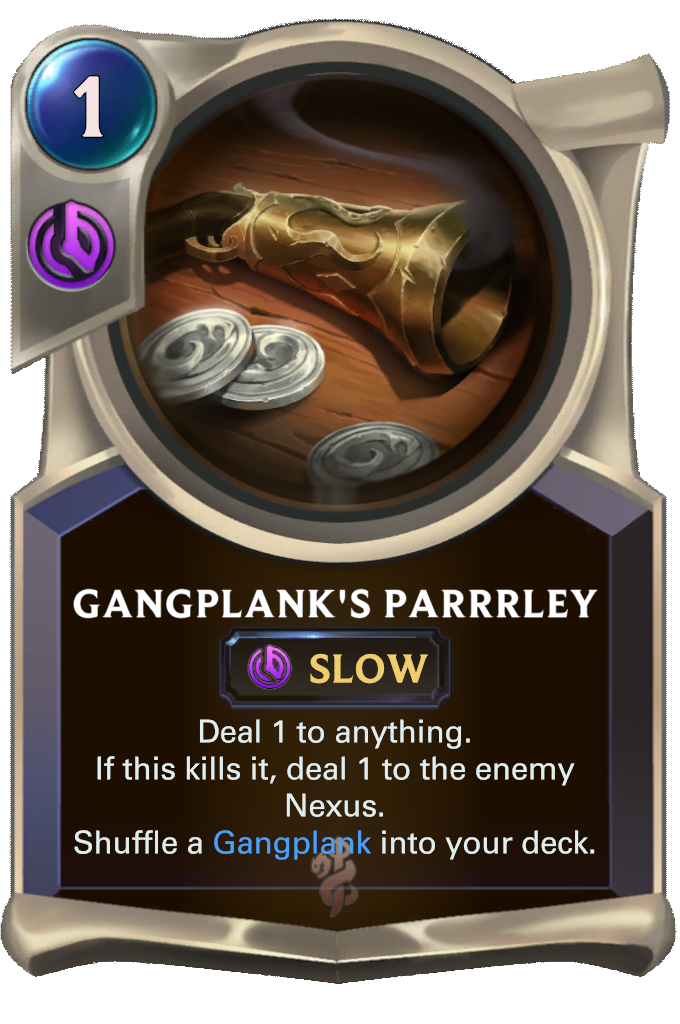 1
GANGPLANK'S PARRRLEY
SLOW
Deal 1 to anything.
If this kills it, deal 1 to the enemy
Nexus.
Shuffle a Gangplank into your deck.